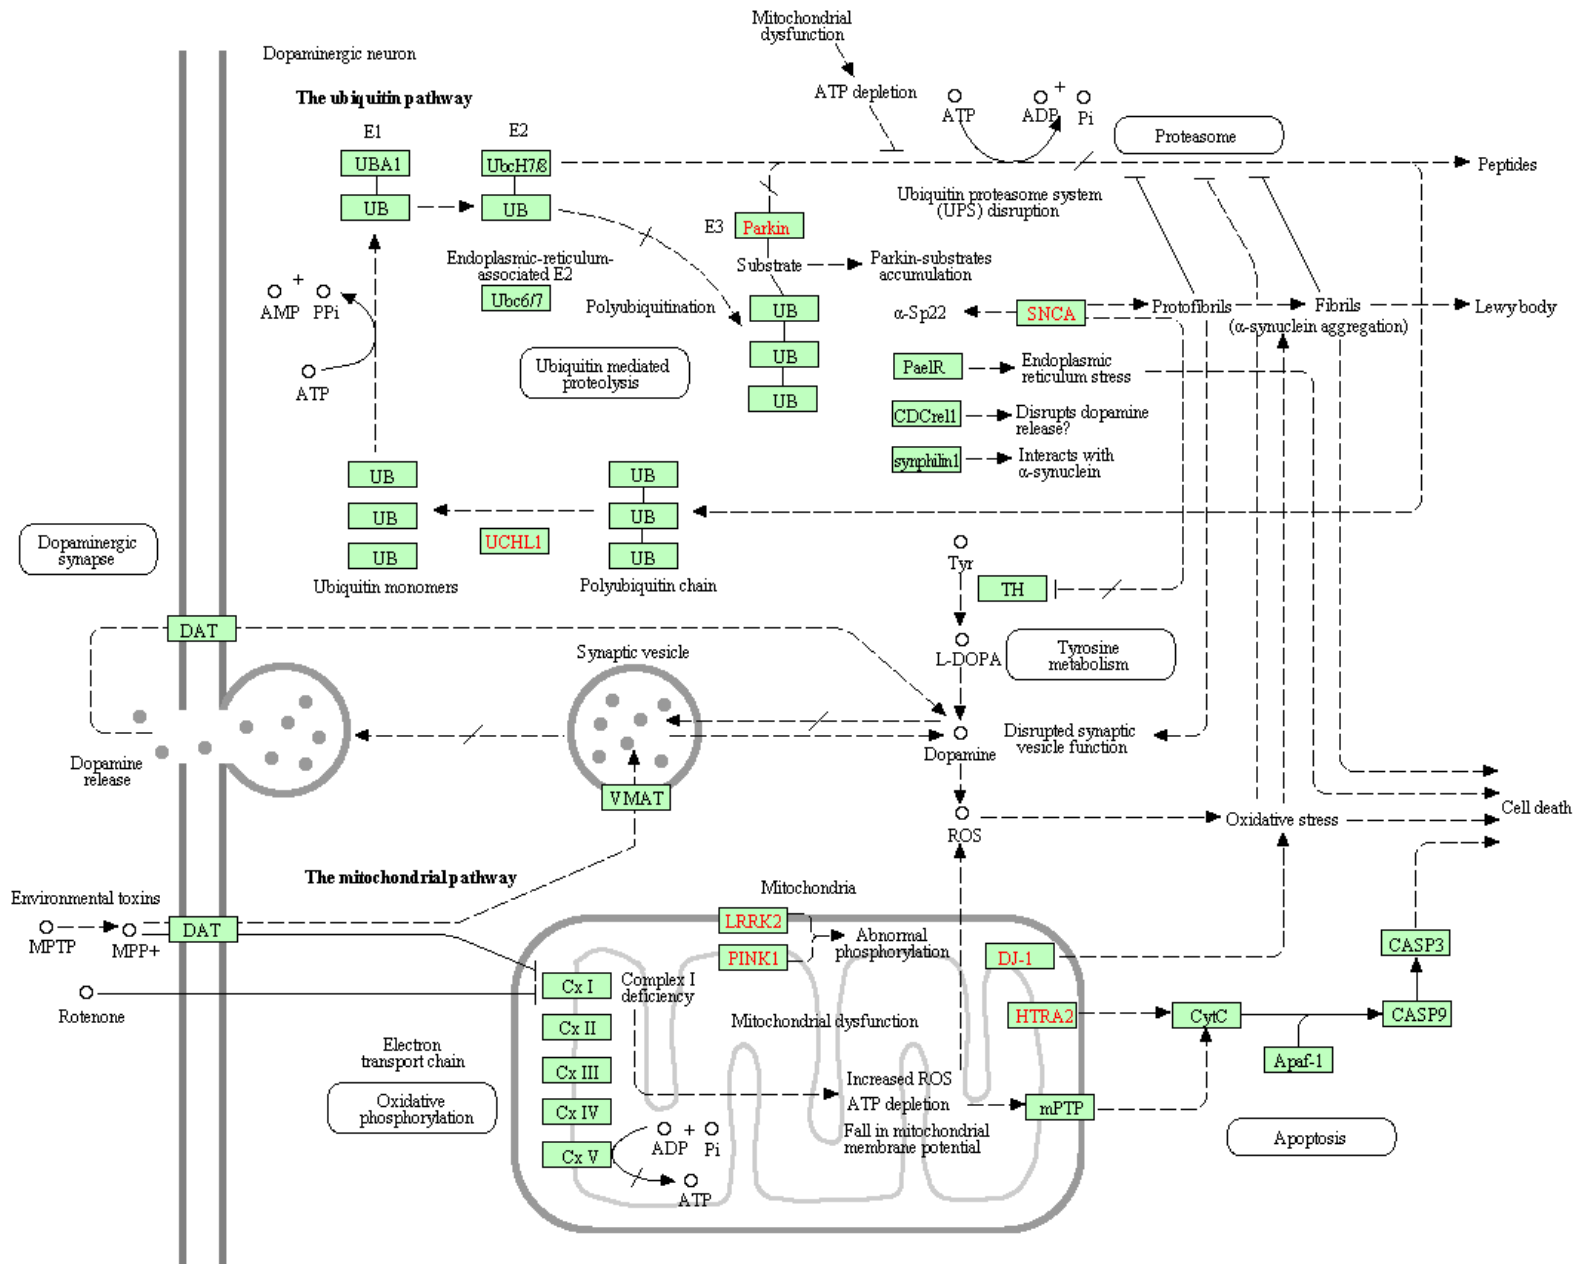 Mitochondrial
dysfunction
Dopaminergic neuron
ATP depletion
The ubiquitin pathway
ATP
ADP
+
Pi
E1
E2
Proteasome
UBA1
UbcH7/8
Peptides
UB
UB
Ubiquitin proteasome system
(UPS) disruption
E3
Parkin
Endoplasmic-reticulum-
associated E2
Substrate
Parkin-substrates
accumulation
Ubc6/7
AMP
+
PPi
Polyubiquitination
UB
α-Sp22
SNCA
Protofibrils
Fibrils
Lewy body
(α-synuclein aggregation)
UB
Ubiquitin mediated
proteolysis
PaelR
Endoplasmic
reticulum stress
ATP
UB
CDCrel1
Disrupts dopamine
release?
synphilin1
Interacts with
α-synuclein
UB
UB
UB
UB
UCHL1
UB
UB
Ubiquitin monomers
Polyubiquitin chain
Dopaminergic
synapse
Tyr
TH
DAT
Synaptic vesicle
L-DOPA
Tyrosine
metabolism
Dopamine
Disrupted synaptic
vesicle function
Dopamine
release
VMAT
ROS
Oxidative stress
Cell death
The mitochondrial pathway
Environmental toxins
MPTP
MPP+
DAT
Mitochondria
LRRK2
PINK1
Abnormal
phosphorylation
DJ-1
CASP3
Rotenone
Cx I
Complex I
deficiency
Cx II
Mitochondrial dysfunction
HTRA2
CytC
CASP9
Electron
transport chain
Cx III
Apaf-1
Oxidative
phosphorylation
Cx IV
Increased ROS
ATP depletion
Fall in mitochondrial
membrane potential
mPTP
Cx V
ADP
+
Pi
ATP
Apoptosis